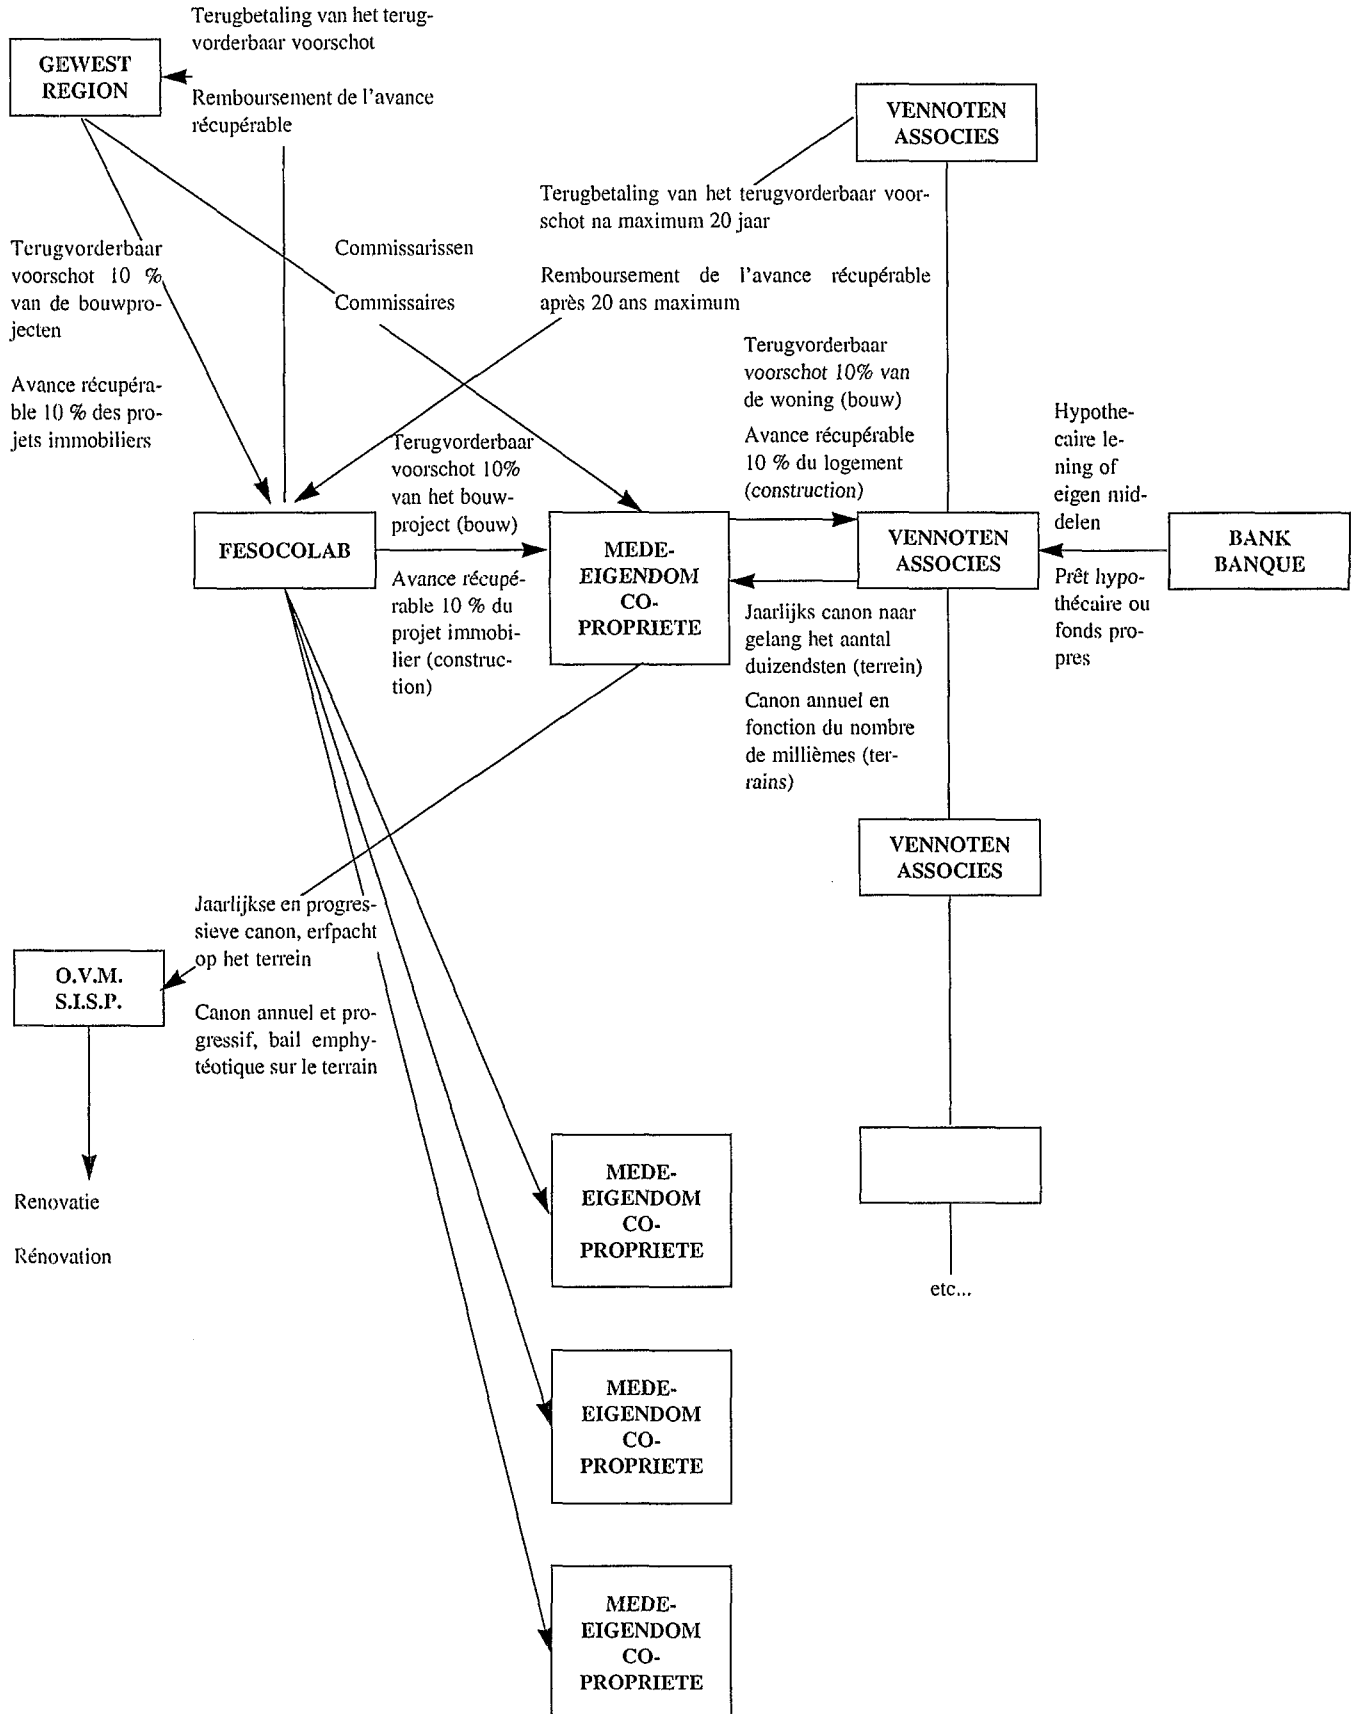 Terugbetaling van het terug-
vorderbaar voorschot
GEWEST
REGION
Remboursement de l'avance
récupérable
VENNOTEN
ASSOCIES
Terugbetaling van het terugvorderbaar voor-
schot na maximum 20 jaar
Remboursement de l'avance récupérable
après 20 ans maximum
Commissarissen
Commissaires
Terugvorderbaar
voorschot 10 %
van de bouwpro-
jecten
Avance récupéra-
ble 10 % des pro-
jets immobiliers
Terugvorderbaar
voorschot 10% van
de woning (bouw)
Avance récupérable
10 % du logement
(construction)
Hypothe-
caire le-
ning of
eigen mid-
delen
Terugvorderbaar
voorschot 10%
van het bouw-
project (bouw)
FESOCOLAB
MEDE-
EIGENDOM
CO-
PROPRIETE
VENNOTEN
ASSOCIES
BANK
BANQUE
Avance récupé-
rable 10 % du
projet immobi-
lier (construc-
tion)
Prêt hypo-
thécaire ou
fonds pro-
pres
Jaarlijks canon naar
gelang het aantal
duizendsten (terrein)
Canon annuel en
fonction du nombre
de millièmes (ter-
rains)
VENNOTEN
ASSOCIES
Jaarlijkse en progres-
sieve canon, erfpacht
op het terrein
O.V.M.
S.I.S.P.
Canon annuel et pro-
gressif, bail emphy-
téotique sur le terrain
Renovatie
Rénovation
MEDE-
EIGENDOM
CO-
PROPRIETE
etc...
MEDE-
EIGENDOM
CO-
PROPRIETE
MEDE-
EIGENDOM
CO-
PROPRIETE